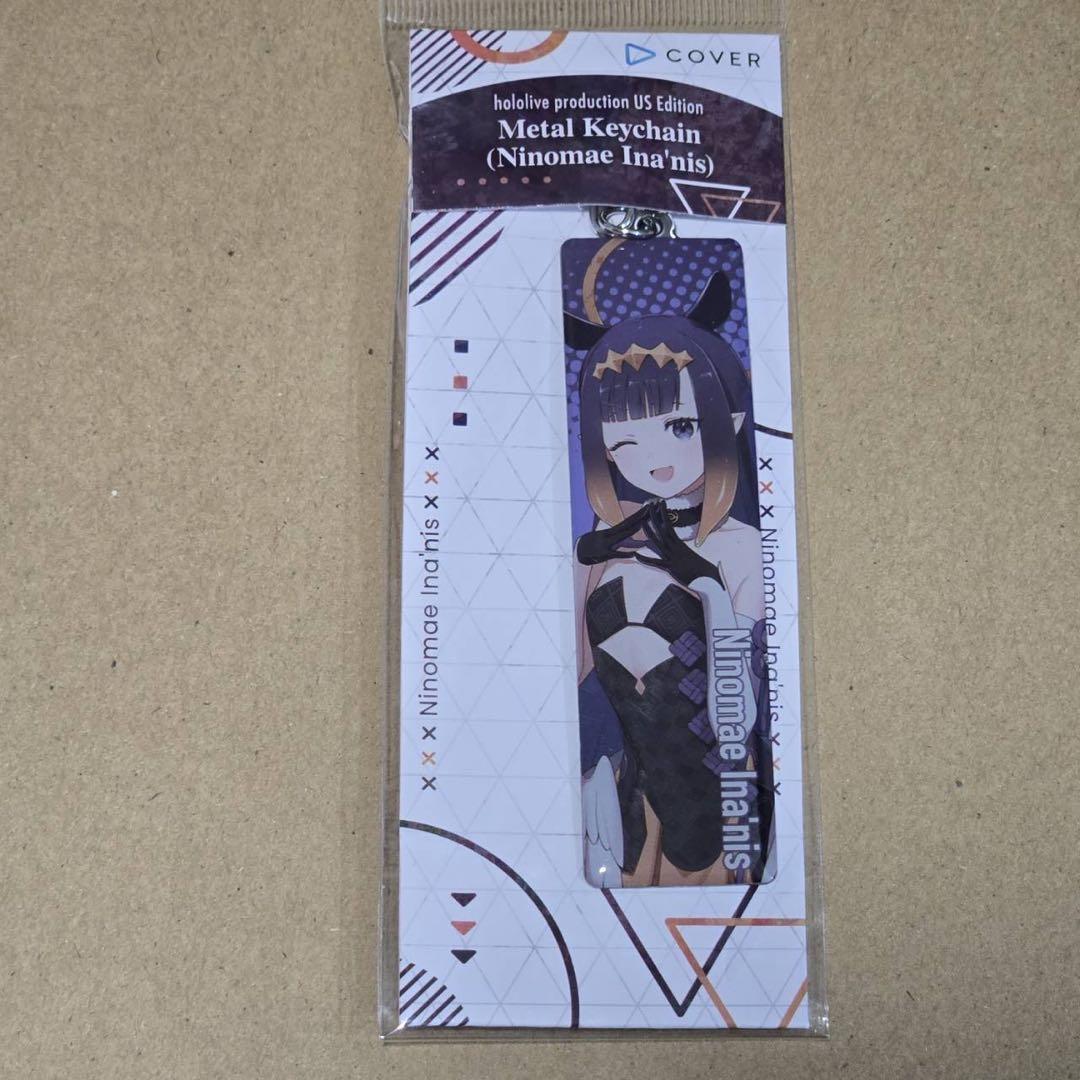 COVER
hololive production US Edition
Metal Keychain
(Ninomae Ina'nis)
x x x Ninomae Ina'nis x x x
x x x Ninomae Ina'nis x x x
Ninomae Ina'nis